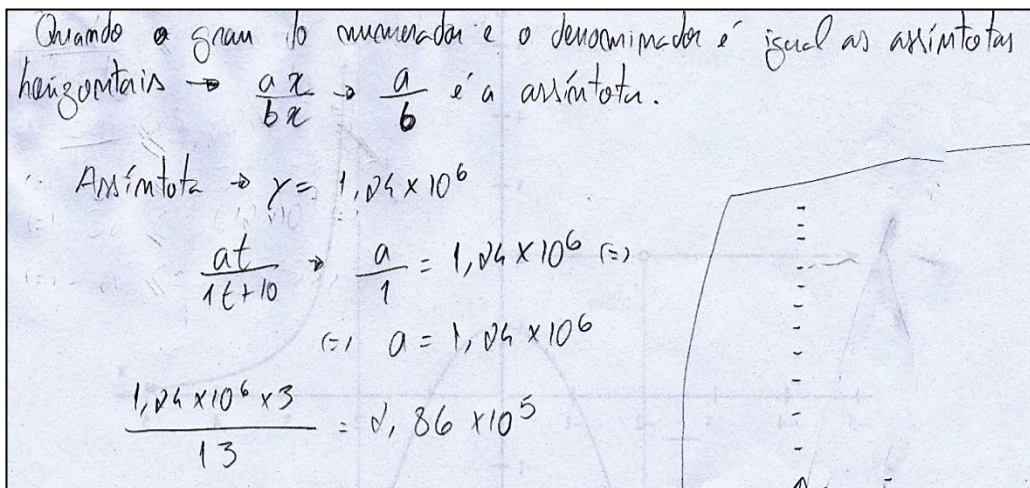 Quando o grau do numerador e o denominador é igual as assíntotas
horizontais → ax/bx → a/b é a assíntota.
Assíntota → y = 1,24 × 10⁶
at/1t+10 → a/1 = 1,24 × 10⁶ (=)
(=) a = 1,24 × 10⁶
1,24 × 10⁶ × 3/13 = 2,86 × 10⁵